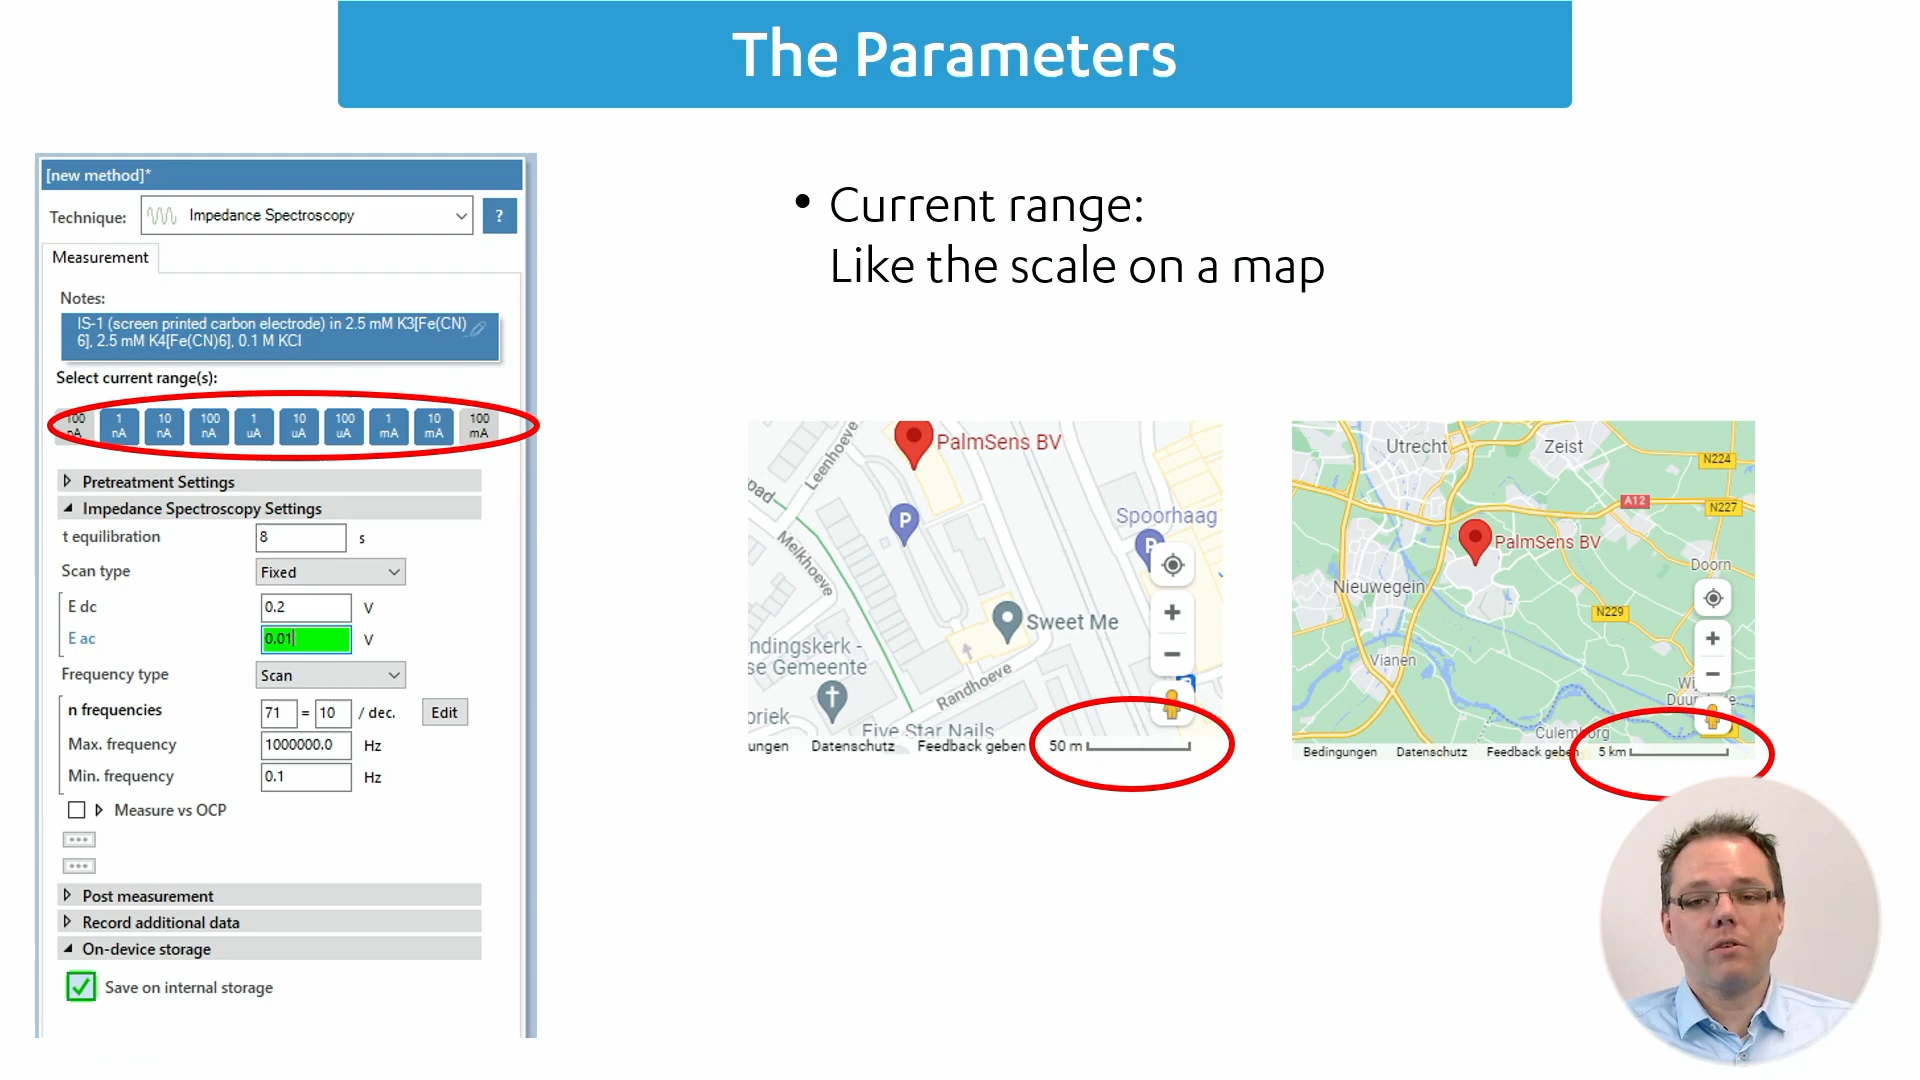 The Parameters
[new method]*
Technique: Impedance Spectroscopy ?
Measurement
Notes:
IS-1 (screen printed carbon electrode) in 2.5 mM K3[Fe(CN)
6], 2.5 mM K4[Fe(CN)6], 0.1 M KCl
Select current range(s):
100 1 10 100 1 10 100 1 10 100
pA nA nA nA uA uA uA mA mA mA
Pretreatment Settings
Impedance Spectroscopy Settings
t equilibration 8 s
Scan type Fixed
E dc 0.2 V
E ac 0.01 V
Frequency type Scan
n frequencies 71 = 10 / dec. Edit
Max. frequency 1000000.0 Hz
Min. frequency 0.1 Hz
Measure vs OCP
Post measurement
Record additional data
On-device storage
Save on internal storage
• Current range:
Like the scale on a map
PalmSens BV
Leenhoeve
pad
P
Spoorhaag
P
Melkhoeve
Sweet Me
ndingskerk -
se Gemeente
Randhoeve
oriek
Five Star Nails
ungen Datenschutz Feedback geben 50 m
Utrecht
Zeist
N224
A12
N227
PalmSens BV
Doorn
Nieuwegein
N229
Vianen
Wij
Duurstede
Culemborg
Bedingungen Datenschutz Feedback geben 5 km